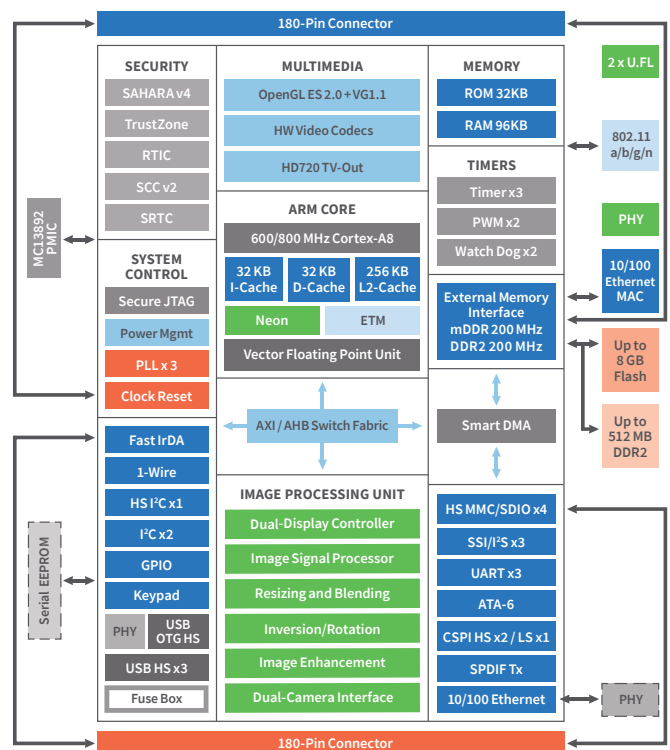 180-Pin Connector
SECURITY
SAHARA v4
TrustZone
RTIC
SCC v2
SRTC
SYSTEM
CONTROL
Secure JTAG
Power Mgmt
PLL x 3
Clock Reset
Fast IrDA
1-Wire
HS I²C x1
I²C x2
GPIO
Keypad
PHY
USB
OTG HS
USB HS x3
Fuse Box
MULTIMEDIA
OpenGL ES 2.0 + VG1.1
HW Video Codecs
HD720 TV-Out
ARM CORE
600/800 MHz Cortex-A8
32 KB
I-Cache
32 KB
D-Cache
256 KB
L2-Cache
Neon
ETM
Vector Floating Point Unit
AXI / AHB Switch Fabric
IMAGE PROCESSING UNIT
Dual-Display Controller
Image Signal Processor
Resizing and Blending
Inversion/Rotation
Image Enhancement
Dual-Camera Interface
MEMORY
ROM 32KB
RAM 96KB
TIMERS
Timer x3
PWM x2
Watch Dog x2
External Memory
Interface
mDDR 200 MHz
DDR2 200 MHz
Smart DMA
HS MMC/SDIO x4
SSI/I²S x3
UART x3
ATA-6
CSPI HS x2 / LS x1
SPDIF Tx
10/100 Ethernet
MC13892
PMIC
Serial EEPROM
2 x U.FL
802.11
a/b/g/n
PHY
10/100
Ethernet
MAC
Up to
8 GB
Flash
Up to
512 MB
DDR2
PHY
180-Pin Connector